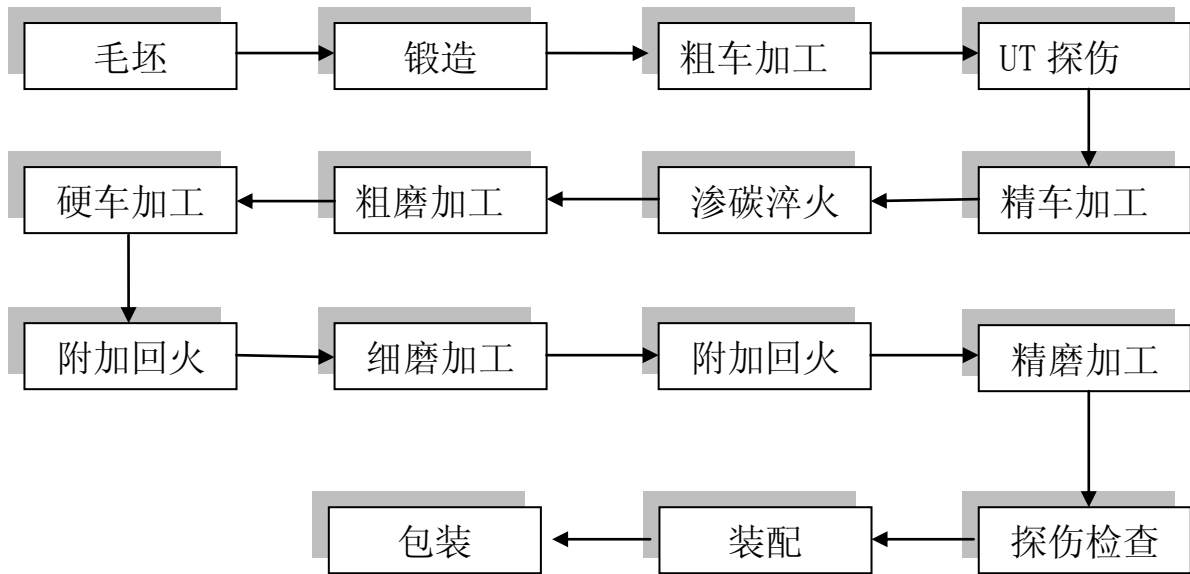 毛坯
锻造
粗车加工
UT 探伤
硬车加工
粗磨加工
渗碳淬火
精车加工
附加回火
细磨加工
附加回火
精磨加工
包装
装配
探伤检查